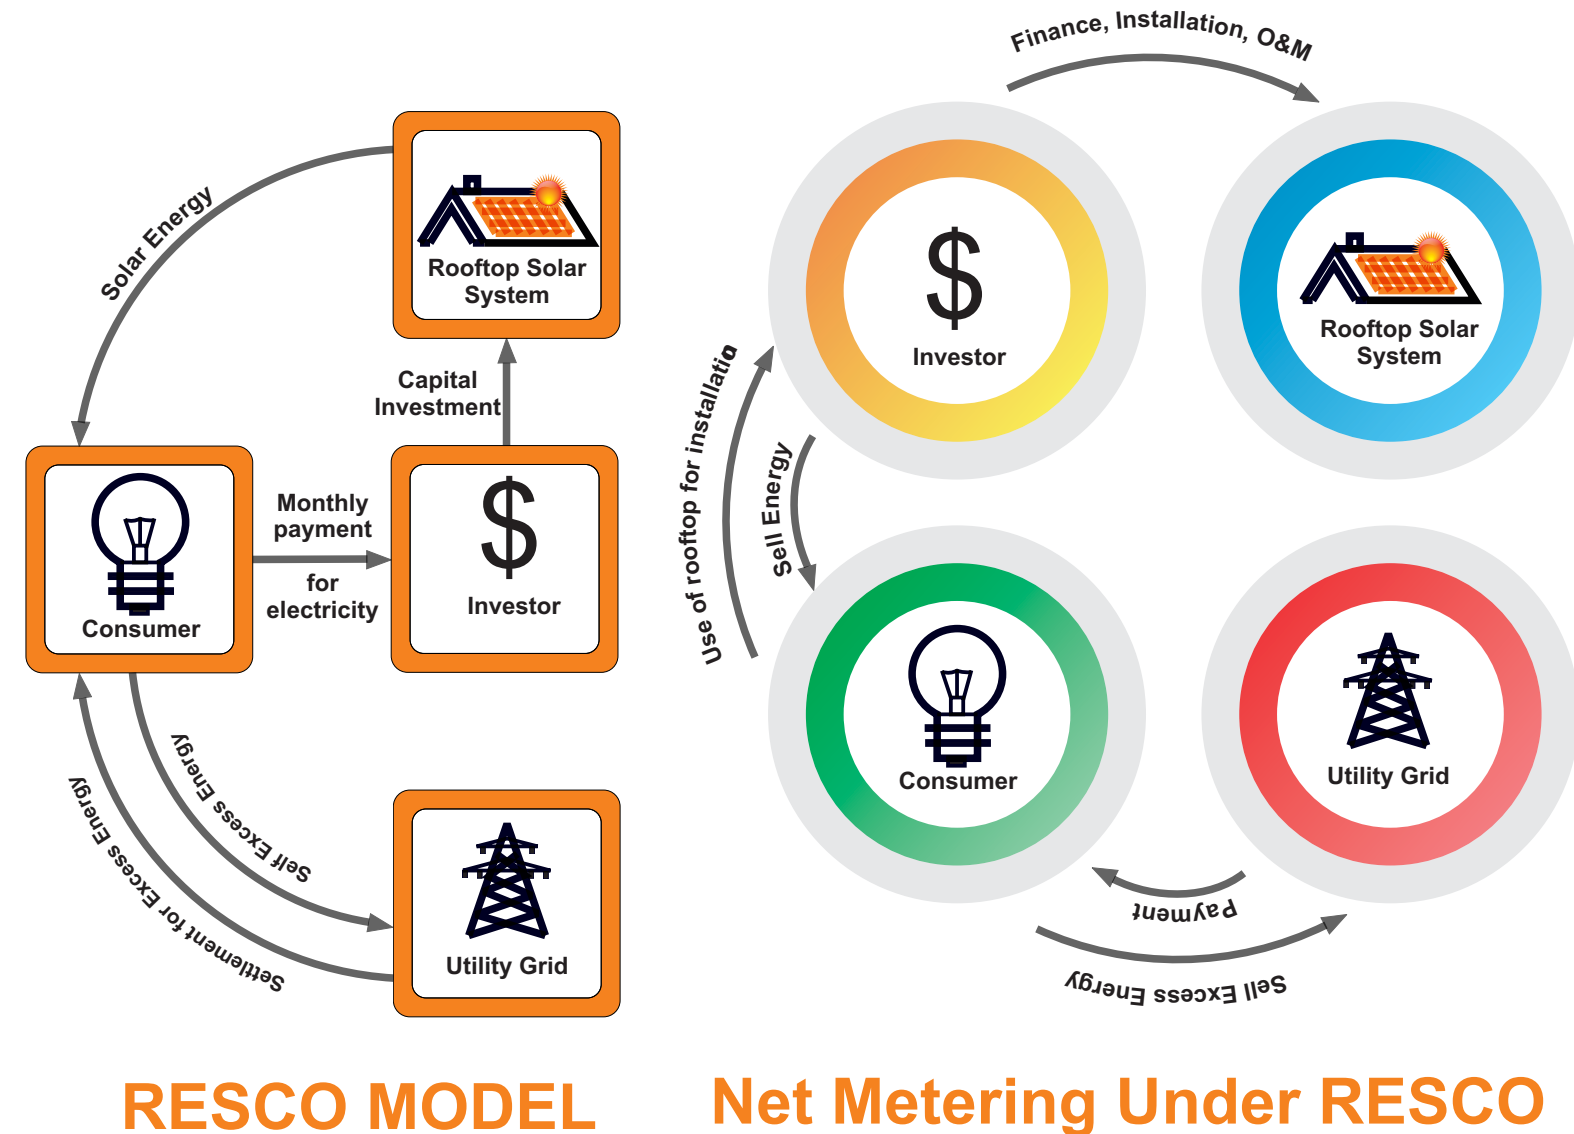 Finance, Installation, O&M
Solar Energy
Rooftop Solar
System
Capital
Investment
Consumer
Monthly
payment
for
electricity
$
Investor
Self Excess Energy
Settlement for Excess Energy
Utility Grid
RESCO MODEL
$
Investor
Rooftop Solar
System
Use of rooftop for installatio
Sell Energy
Consumer
Utility Grid
Payment
Sell Excess Energy
Net Metering Under RESCO